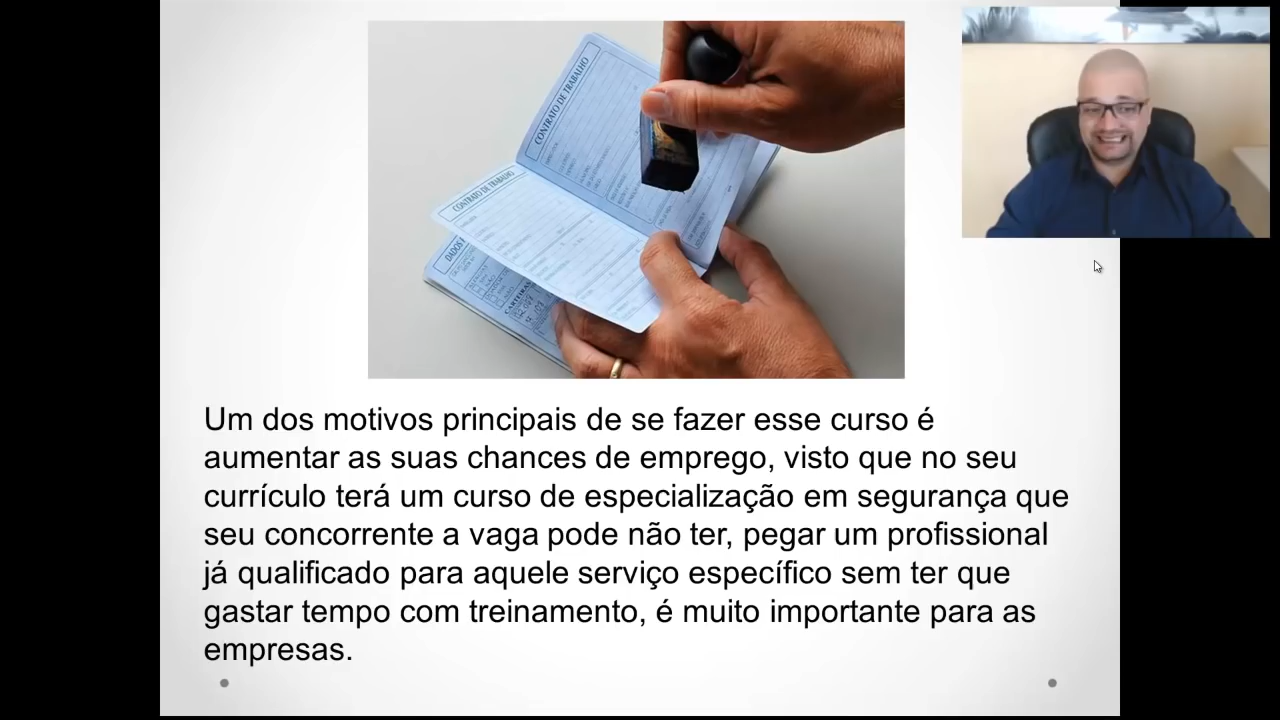 CONTRATO DE TRABALHO
CONTRATO DE TRABALHO
Um dos motivos principais de se fazer esse curso é
aumentar as suas chances de emprego, visto que no seu
currículo terá um curso de especialização em segurança que
seu concorrente a vaga pode não ter, pegar um profissional
já qualificado para aquele serviço específico sem ter que
gastar tempo com treinamento, é muito importante para as
empresas.